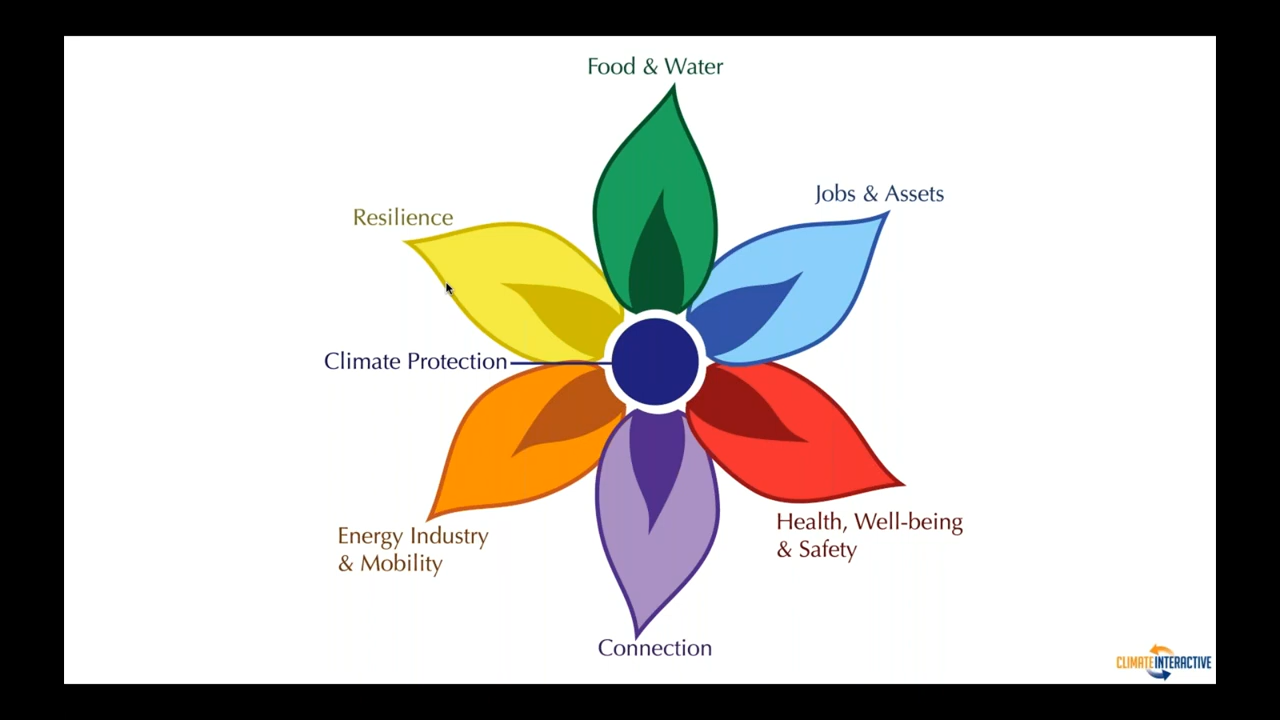 Food & Water
Jobs & Assets
Resilience
Climate Protection
Energy Industry
& Mobility
Health, Well-being
& Safety
Connection
CLIMATE INTERACTIVE